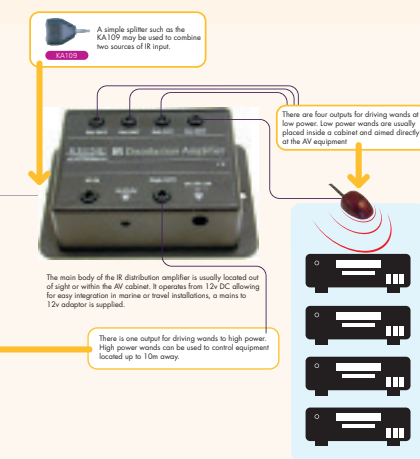 A simple splitter such as the
KA109 may be used to combine
two sources of IR input.
KA109
There are four outputs for driving wands at
low power. Low power wands are usually
placed inside a cabinet and aimed directly
at the AV equipment
IR Distribution Amplifier
The main body of the IR distribution amplifier is usually located out
of sight or within the AV cabinet. It operates from 12v DC allowing
for easy integration in marine or travel installations, a mains to
12v adaptor is supplied.
There is one output for driving wands to high power.
High power wands can be used to control equipment
located up to 10m away.